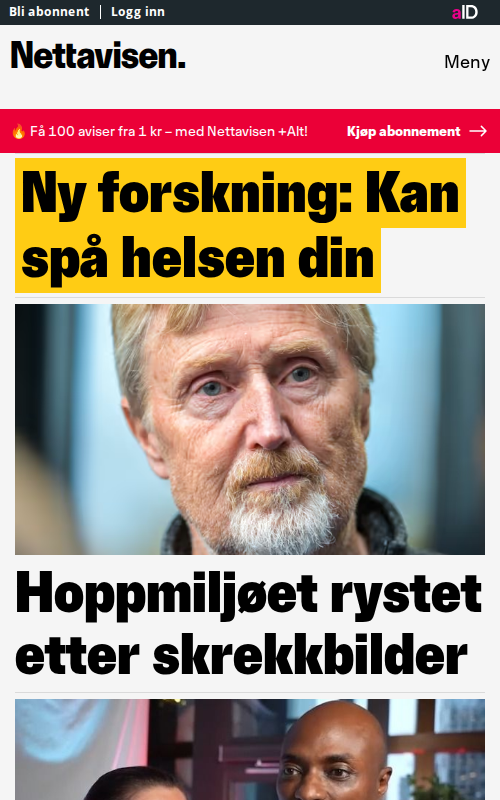 Bli abonnent | Logg inn
aID
Nettavisen.
Meny
🔥 Få 100 aviser fra 1 kr – med Nettavisen +Alt!
Kjøp abonnement →
Ny forskning: Kan
spå helsen din
Hoppmiljøet rystet
etter skrekkbilder